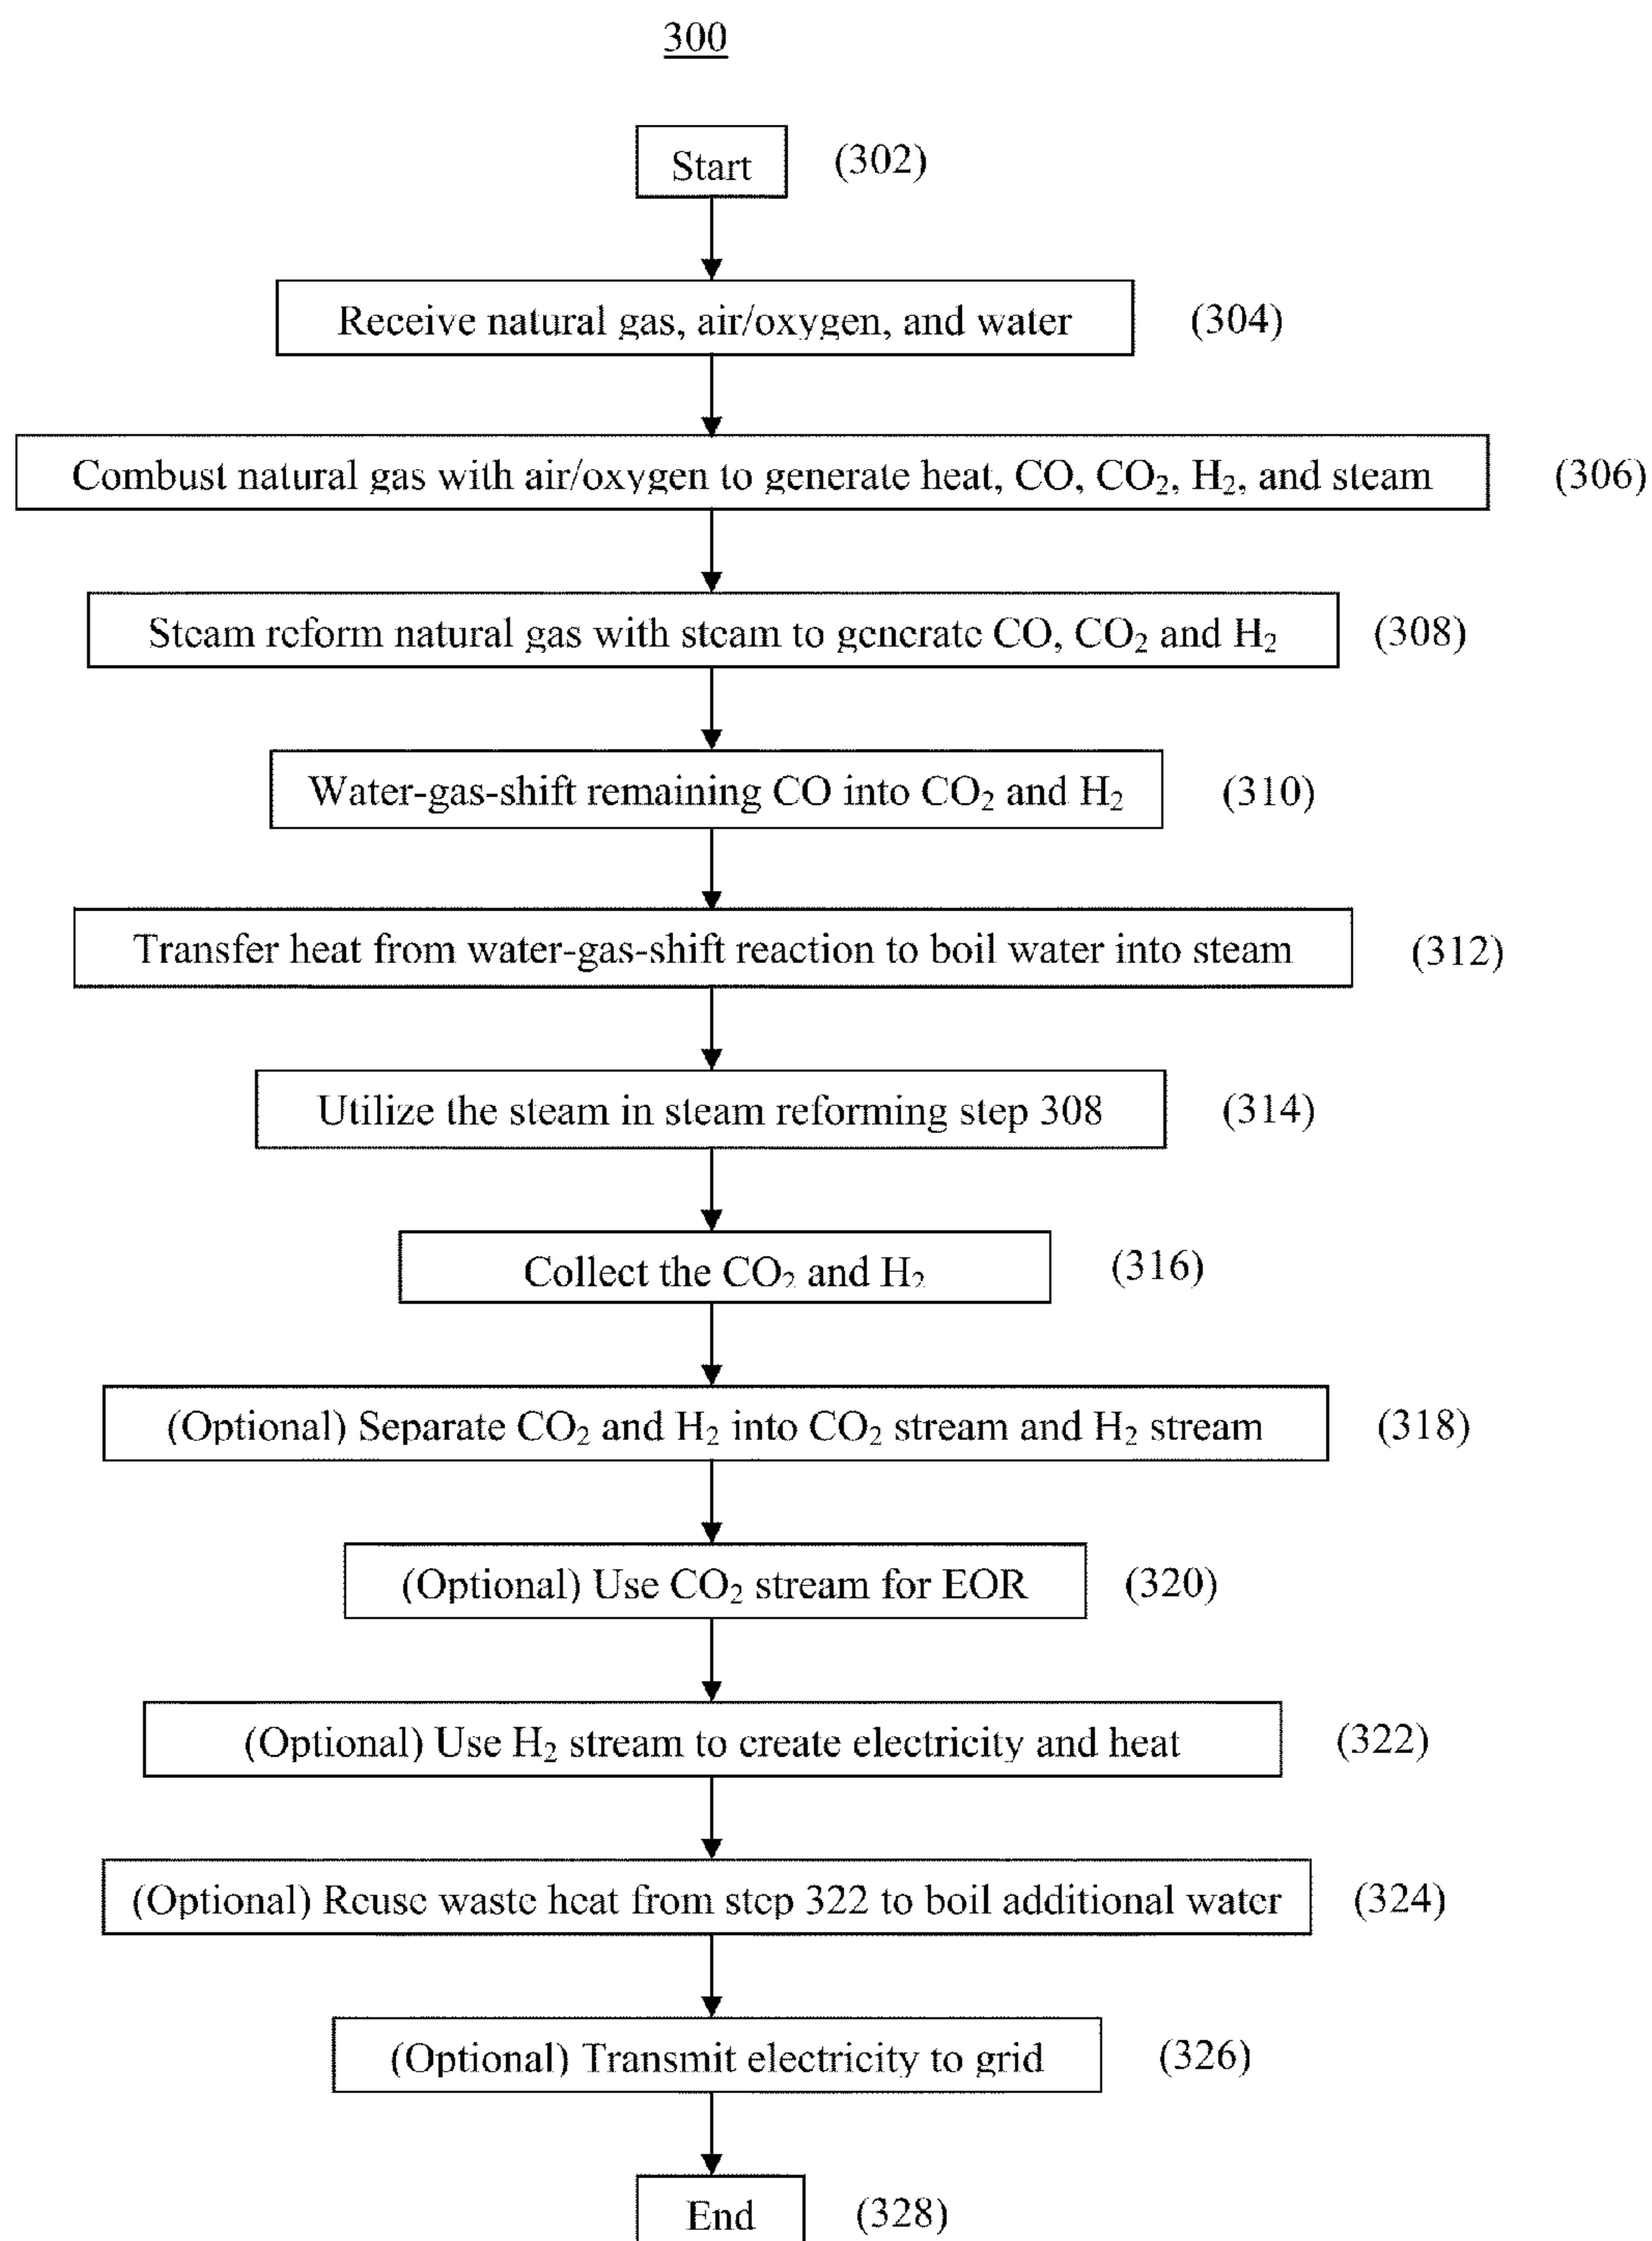 300
Start (302)
Receive natural gas, air/oxygen, and water (304)
Combust natural gas with air/oxygen to generate heat, CO, CO₂, H₂, and steam (306)
Steam reform natural gas with steam to generate CO, CO₂ and H₂ (308)
Water-gas-shift remaining CO into CO₂ and H₂ (310)
Transfer heat from water-gas-shift reaction to boil water into steam (312)
Utilize the steam in steam reforming step 308 (314)
Collect the CO₂ and H₂ (316)
(Optional) Separate CO₂ and H₂ into CO₂ stream and H₂ stream (318)
(Optional) Use CO₂ stream for EOR (320)
(Optional) Use H₂ stream to create electricity and heat (322)
(Optional) Reuse waste heat from step 322 to boil additional water (324)
(Optional) Transmit electricity to grid (326)
End (328)